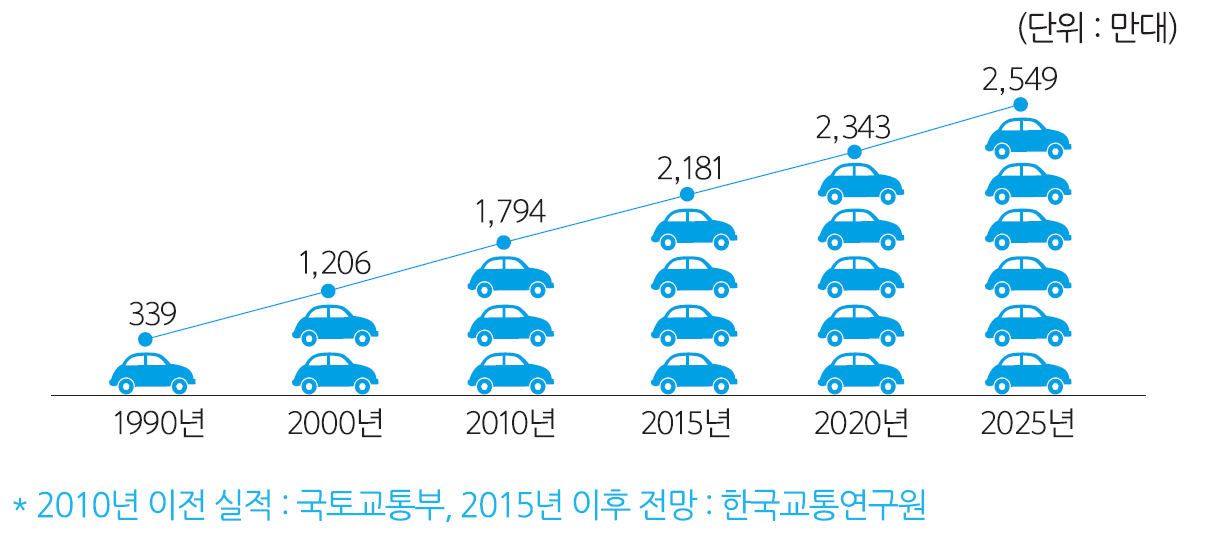 (단위 : 만대)
2,549
2,343
2,181
1,794
1,206
339
1990년 2000년 2010년 2015년 2020년 2025년
* 2010년 이전 실적 : 국토교통부, 2015년 이후 전망 : 한국교통연구원